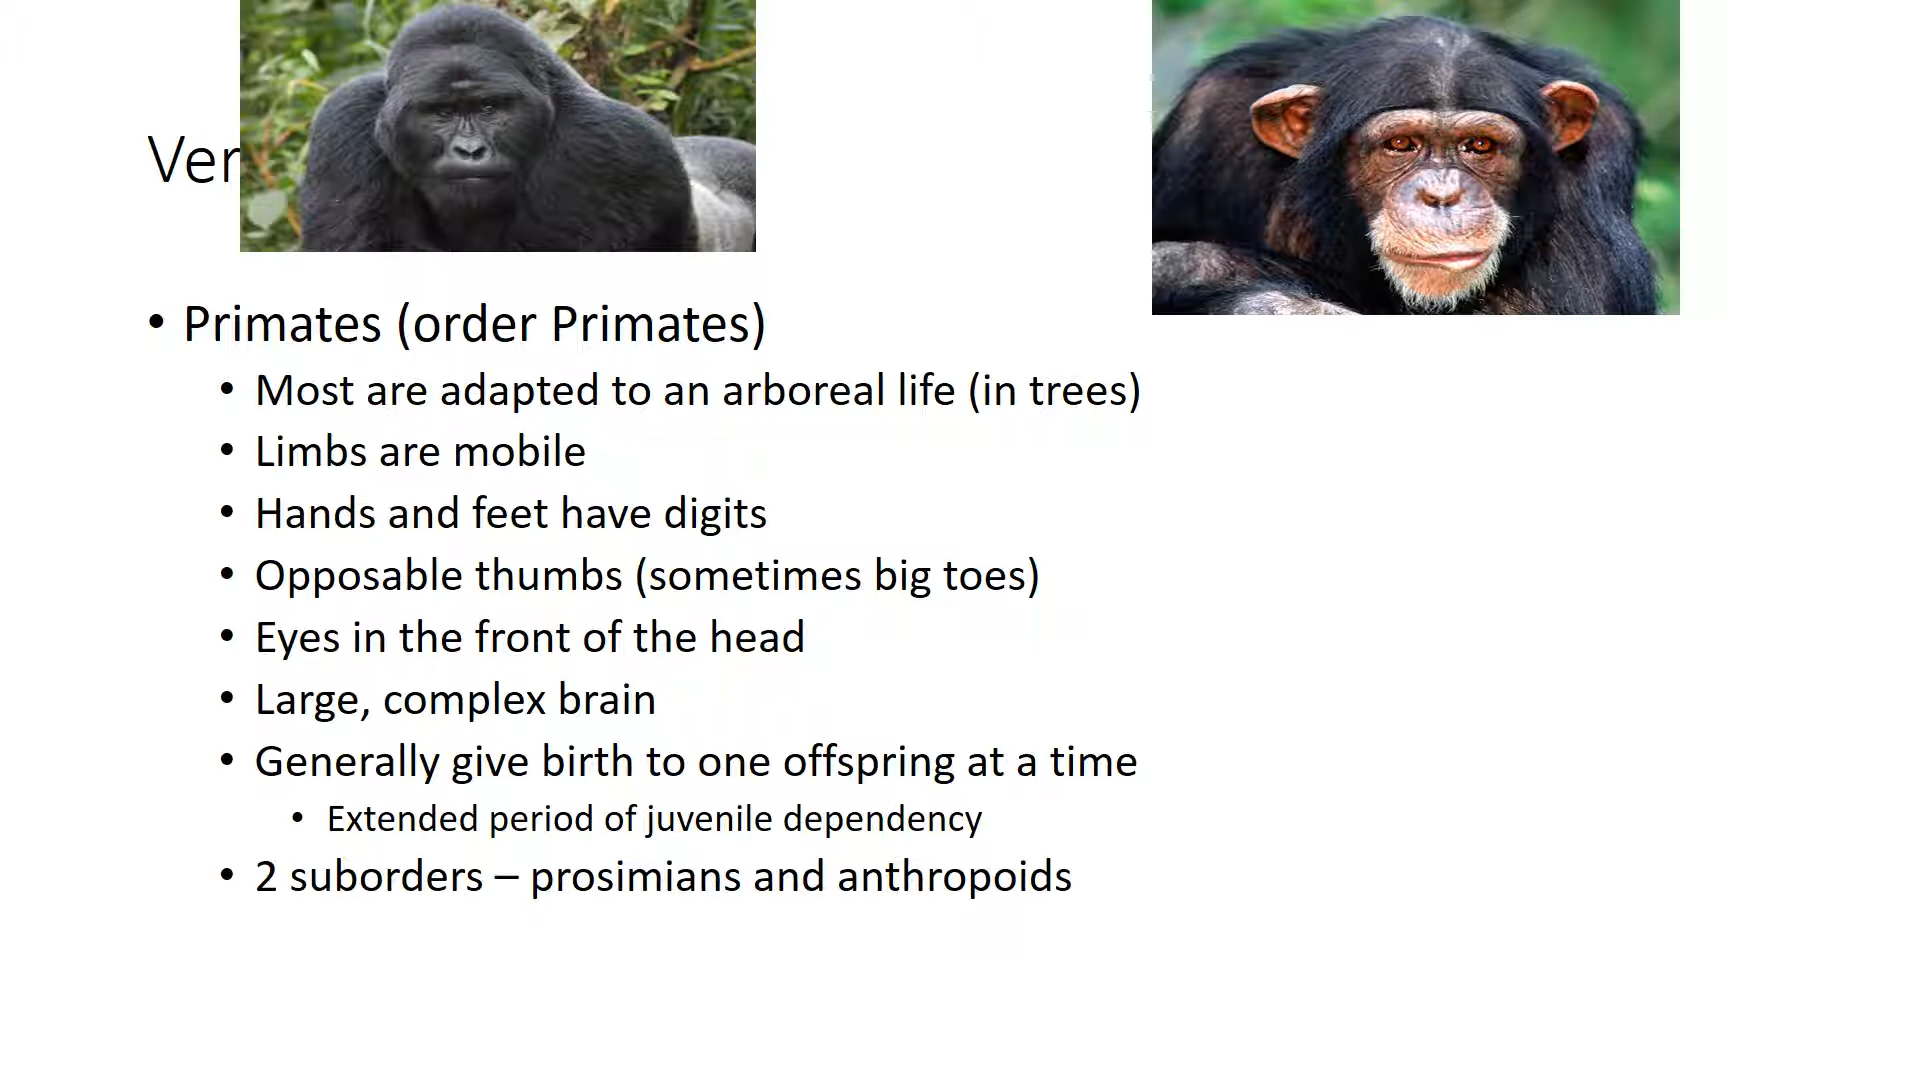 Ver
• Primates (order Primates)
• Most are adapted to an arboreal life (in trees)
• Limbs are mobile
• Hands and feet have digits
• Opposable thumbs (sometimes big toes)
• Eyes in the front of the head
• Large, complex brain
• Generally give birth to one offspring at a time
• Extended period of juvenile dependency
• 2 suborders – prosimians and anthropoids